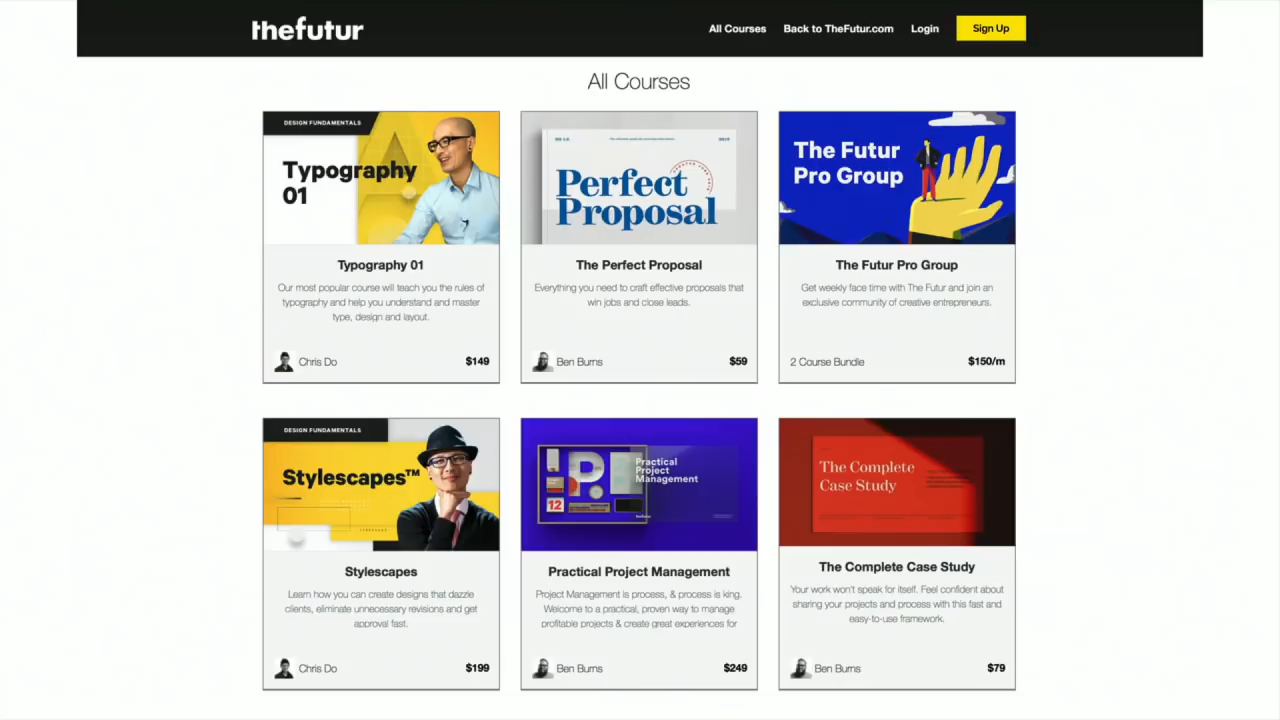 thefutur
All Courses
Back to TheFutur.com
Login
Sign Up
All Courses
DESIGN FUNDAMENTALS
Typography
01
Typography 01
Our most popular course will teach you the rules of
typography and help you understand and master
type, design and layout.
Chris Do
$149
Perfect
Proposal
The Perfect Proposal
Everything you need to craft effective proposals that
win jobs and close leads.
Ben Burns
$59
The Futur
Pro Group
The Futur Pro Group
Get weekly face time with The Futur and join an
exclusive community of creative entrepreneurs.
2 Course Bundle
$150/m
DESIGN FUNDAMENTALS
Stylescapes™
Stylescapes
Learn how you can create designs that dazzle
clients, eliminate unnecessary revisions and get
approval fast.
Chris Do
$199
P
12
Practical
Project
Management
Practical Project Management
Project Management is process, & process is king.
Welcome to a practical, proven way to manage
profitable projects & create great experiences for
Ben Burns
$249
The Complete
Case Study
The Complete Case Study
Your work won't speak for itself. Feel confident about
sharing your projects and process with this fast and
easy-to-use framework.
Ben Burns
$79